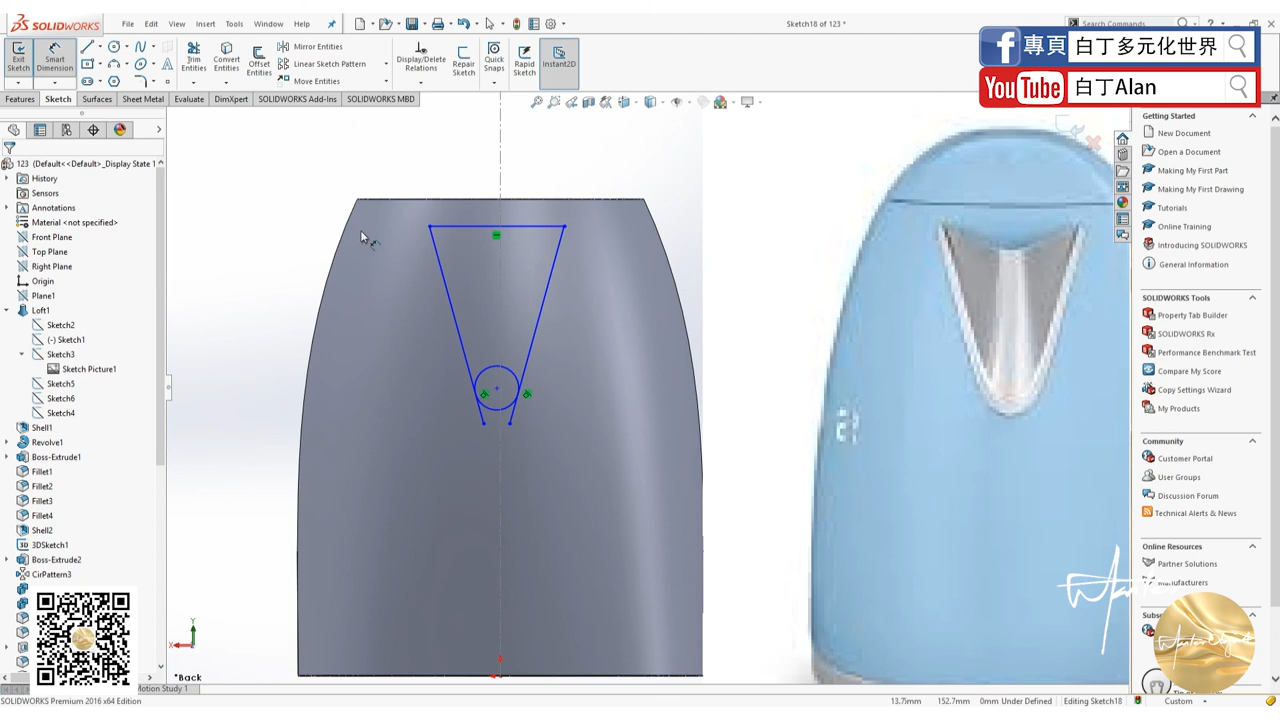 SOLIDWORKS
File Edit View Insert Tools Window Help
Sketch18 of 123 *
Search Commands
專頁 白丁多元化世界
YouTube 白丁Alan
Exit Sketch
Smart Dimension
Trim Entities
Convert Entities
Offset Entities
Mirror Entities
Linear Sketch Pattern
Move Entities
Display/Delete Relations
Repair Sketch
Quick Snaps
Rapid Sketch
Instant2D
Features Sketch Surfaces Sheet Metal Evaluate DimXpert SOLIDWORKS Add-Ins SOLIDWORKS MBD
123 (Default<<Default>_Display State 1
History
Sensors
Annotations
Material <not specified>
Front Plane
Top Plane
Right Plane
Origin
Plane1
Loft1
Sketch2
(-) Sketch1
Sketch3
Sketch Picture1
Sketch5
Sketch6
Sketch4
Shell1
Revolve1
Boss-Extrude1
Fillet1
Fillet2
Fillet3
Fillet4
Shell2
3DSketch1
Boss-Extrude2
CirPattern3
Y
X
*Back
Getting Started
New Document
Open a Document
Making My First Part
Making My First Drawing
Tutorials
Online Training
Introducing SOLIDWORKS
General Information
SOLIDWORKS Tools
Property Tab Builder
SOLIDWORKS Rx
Performance Benchmark Test
Compare My Score
Copy Settings Wizard
My Products
Community
Customer Portal
User Groups
Discussion Forum
Technical Alerts & News
Online Resources
Partner Solutions
Manufacturers
Motion Study 1
SOLIDWORKS Premium 2016 x64 Edition
13.7mm 152.7mm 0mm Under Defined Editing Sketch18 Custom